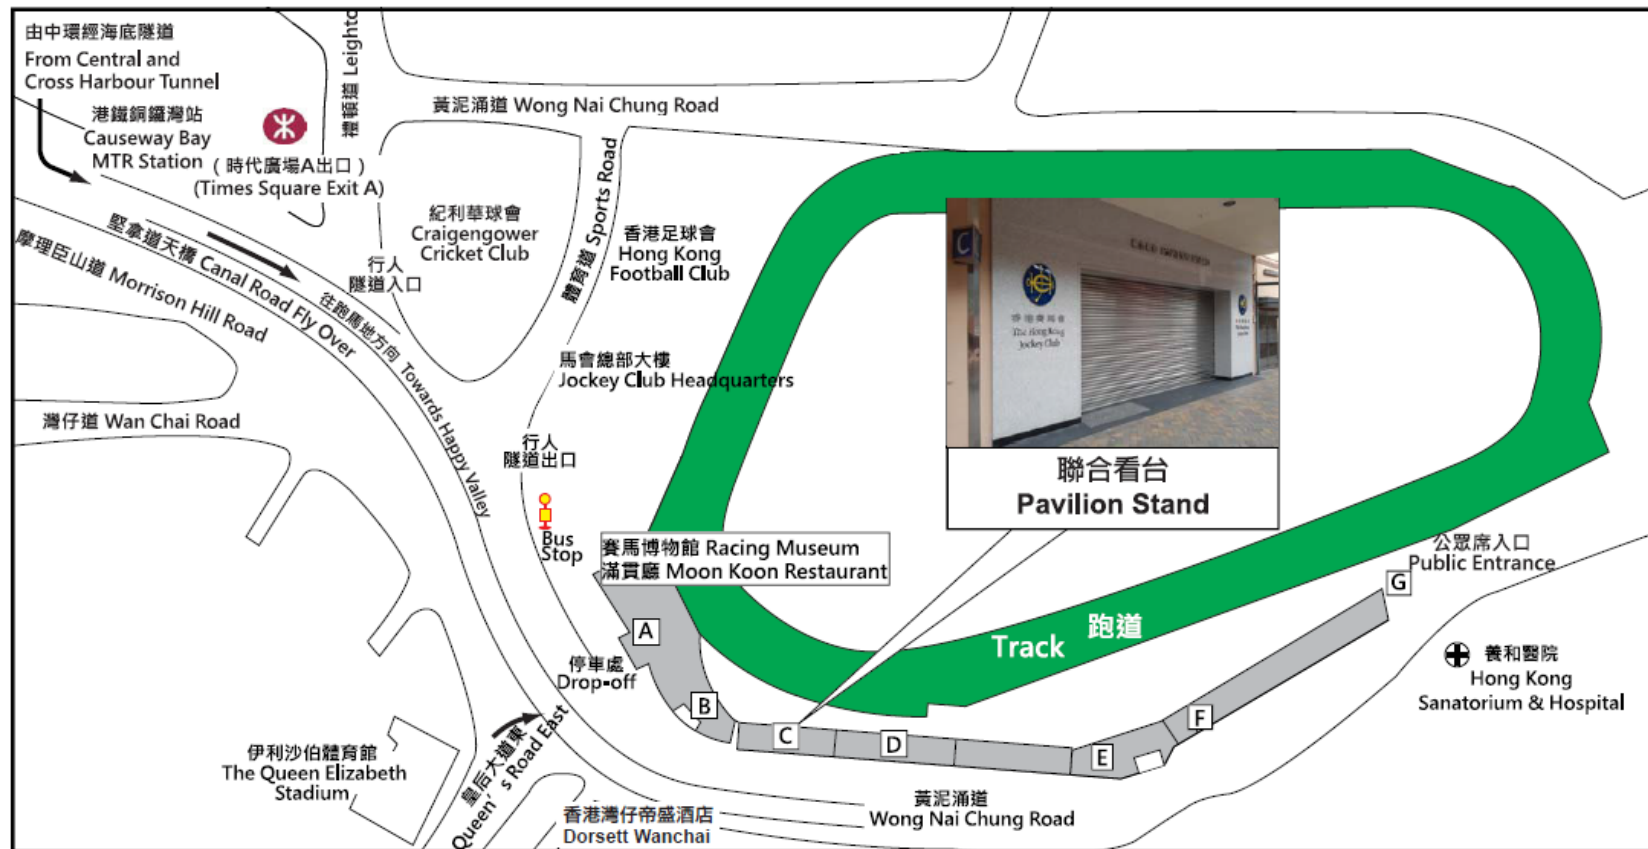 由中環經海底隧道
From Central and
Cross Harbour Tunnel
港鐵銅鑼灣站
Causeway Bay
MTR Station
(時代廣場A出口)
(Times Square Exit A)
禮頓道 Leighto
黃泥涌道 Wong Nai Chung Road
紀利華球會
Craigengower
Cricket Club
體育道 Sports Road
香港足球會
Hong Kong
Football Club
行人
隧道入口
堅拿道天橋 Canal Road Fly Over
摩理臣山道 Morrison Hill Road
往跑馬地方向 Towards Happy Valley
灣仔道 Wan Chai Road
馬會總部大樓
Jockey Club Headquarters
行人
隧道出口
Bus
Stop
賽馬博物館 Racing Museum
滿貫廳 Moon Koon Restaurant
C
香港賽馬會
The Hong Kong
Jockey Club
聯合看台
Pavilion Stand
公眾席入口
Public Entrance
G
Track 跑道
A
停車處
Drop-off
B
C
D
E
F
養和醫院
Hong Kong
Sanatorium & Hospital
伊利沙伯體育館
The Queen Elizabeth
Stadium
皇后大道東
Queen's Road East
香港灣仔帝盛酒店
Dorsett Wanchai
黃泥涌道
Wong Nai Chung Road